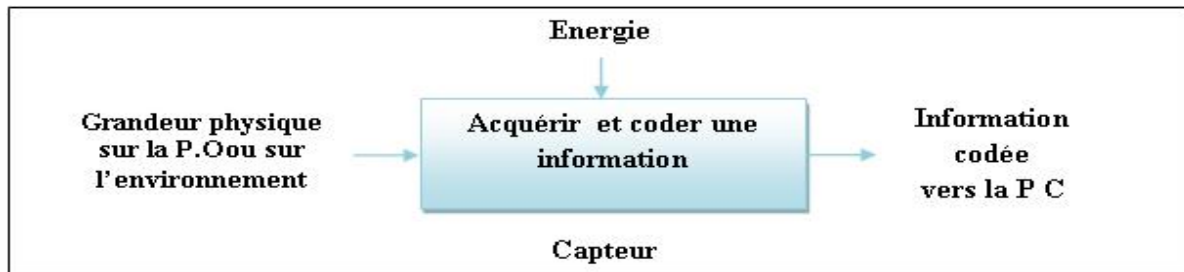 Energie
Grandeur physique
sur la P.Oou sur
l'environnement
Acquérir et coder une
information
Information
codée
vers la P C
Capteur